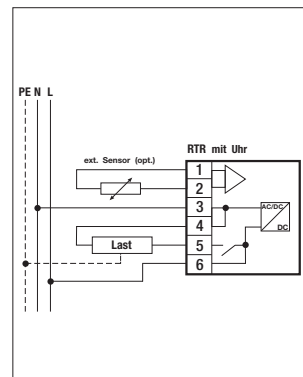 PE N L
ext. Sensor (opt.)
RTR mit Uhr
1
2
3
4
Last
5
6
AC/DC
DC